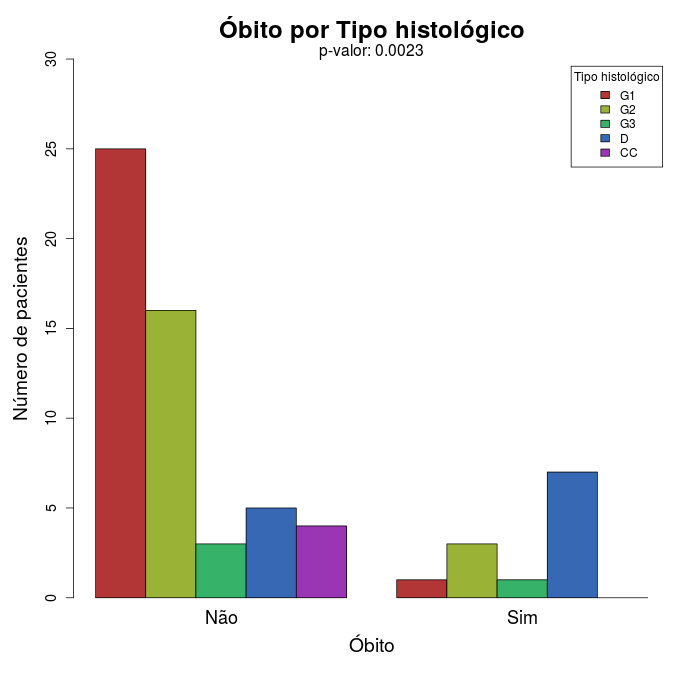 Óbito por Tipo histológico
p-valor: 0.0023
Tipo histológico
G1
G2
G3
D
CC
Número de pacientes
30
25
20
15
10
5
0
Não
Sim
Óbito